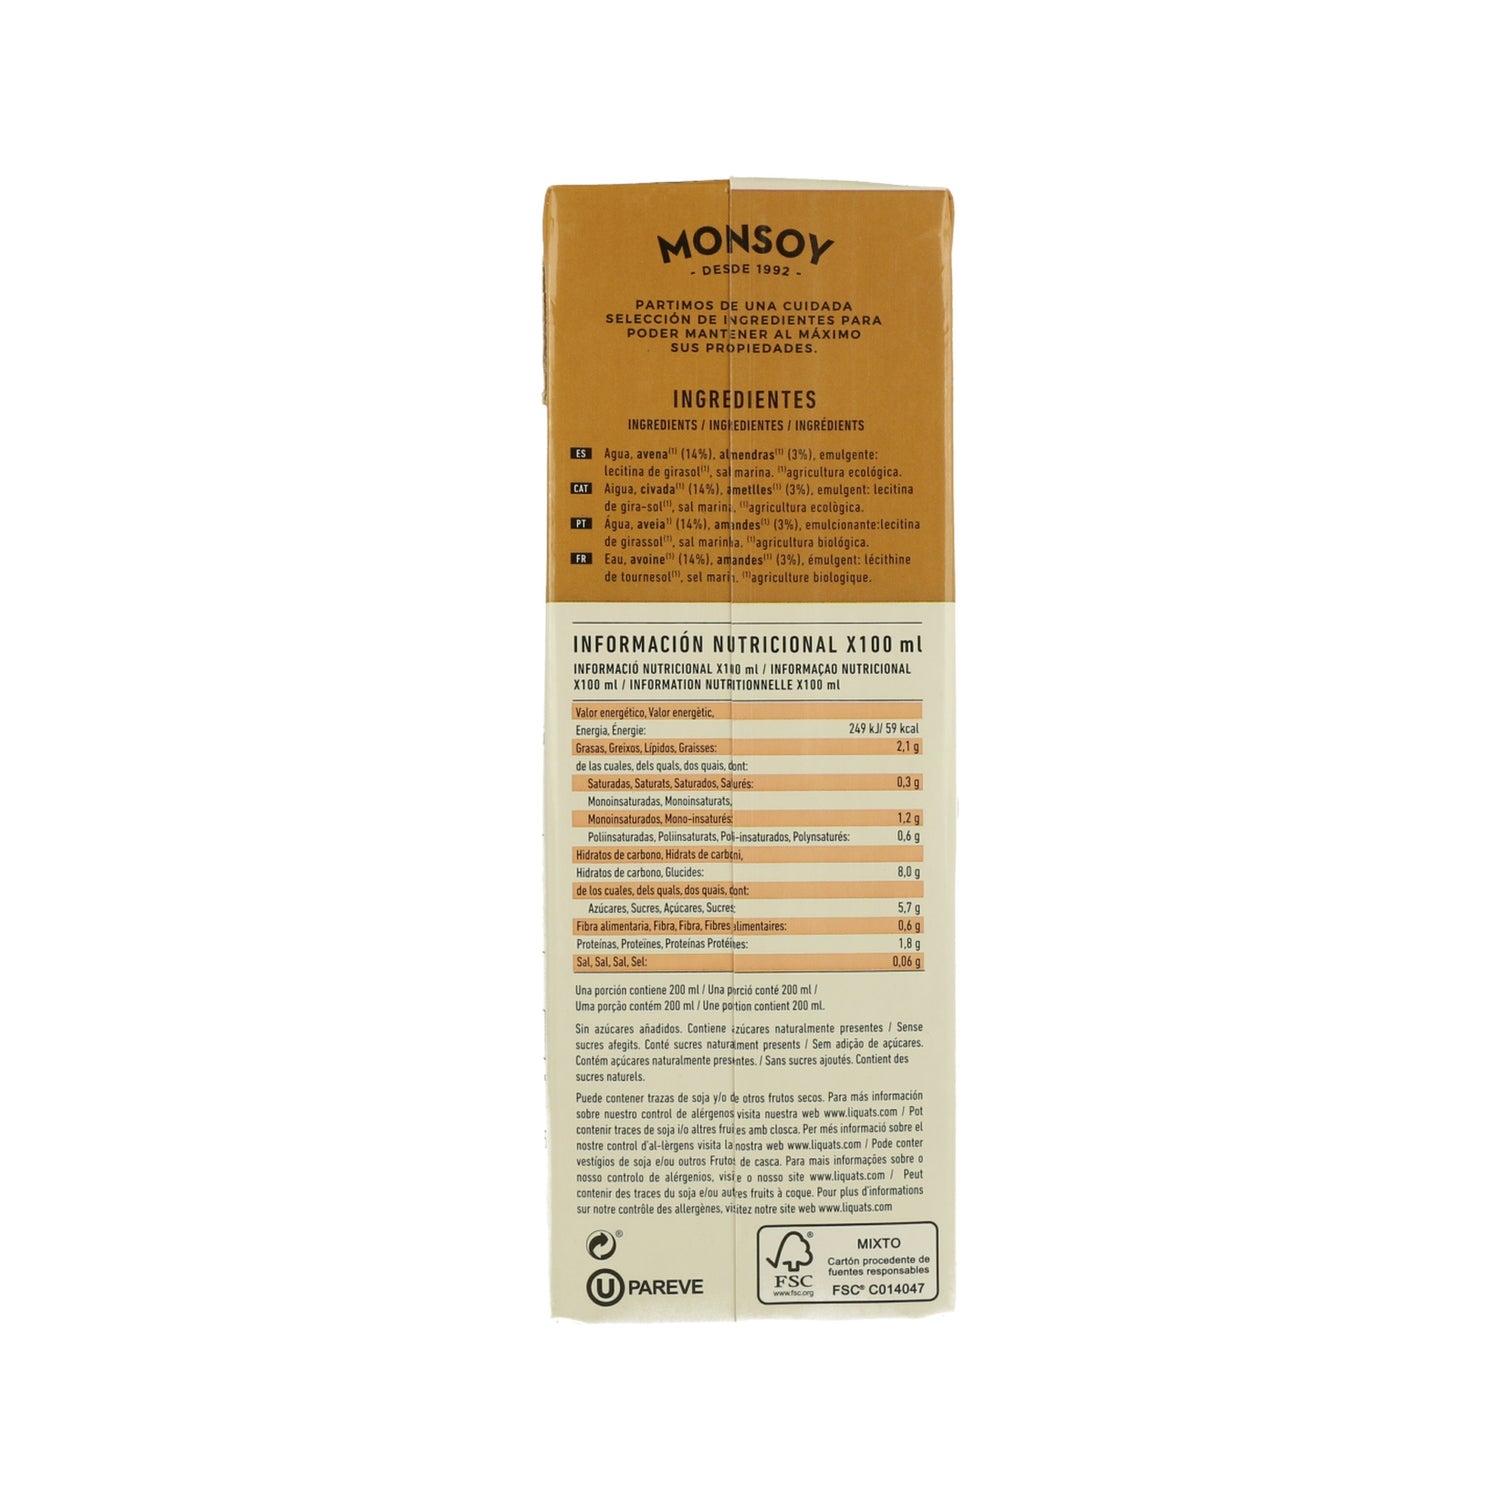 MONSOY
- DESDE 1992 -
PARTIMOS DE UNA CUIDADA
SELECCIÓN DE INGREDIENTES PARA
PODER MANTENER AL MÁXIMO
SUS PROPIEDADES.
INGREDIENTES
INGREDIENTS / INGREDIENTES / INGRÉDIENTS
ES Agua, avena⁽¹⁾ (14%), almendras⁽¹⁾ (3%), emulgente:
lecitina de girasol⁽¹⁾, sal marina. ⁽¹⁾agricultura ecológica.
CAT Aigua, civada⁽¹⁾ (14%), ametlles⁽¹⁾ (3%), emulgent: lecitina
de gira-sol⁽¹⁾, sal marina, ⁽¹⁾agricultura ecològica.
PT Água, aveia¹⁾ (14%), amandes⁽¹⁾ (3%), emulcionante:lecitina
de girassol⁽¹⁾, sal marinha, ⁽¹⁾agricultura biológica.
FR Eau, avoine⁽¹⁾ (14%), amandes⁽¹⁾ (3%), émulgent: lécithine
de tournesol⁽¹⁾, sel marin. ⁽¹⁾agriculture biologique.
INFORMACIÓN NUTRICIONAL X100 ml
INFORMACIÓ NUTRICIONAL X100 ml / INFORMAÇAO NUTRICIONAL
X100 ml / INFORMATION NUTRITIONNELLE X100 ml
Valor energético, Valor energètic,
Energia, Énergie: 249 kJ/ 59 kcal
Grasas, Greixos, Lípidos, Graisses: 2,1 g
de las cuales, dels quals, dos quais, dont:
Saturadas, Saturats, Saturados, Saturés: 0,3 g
Monoinsaturadas, Monoinsaturats,
Monoinsaturados, Mono-insaturés: 1,2 g
Poliinsaturadas, Poliinsaturats, Poli-insaturados, Polynsaturés: 0,6 g
Hidratos de carbono, Hidrats de carboni,
Hidratos de carbono, Glucides: 8,0 g
de los cuales, dels quals, dos quais, dont:
Azúcares, Sucres, Açúcares, Sucres: 5,7 g
Fibra alimentaria, Fibra, Fibra, Fibres alimentaires: 0,6 g
Proteínas, Proteïnes, Proteínas Protéines: 1,8 g
Sal, Sal, Sal, Sel: 0,06 g
Una porción contiene 200 ml / Una porció conté 200 ml /
Uma porção contém 200 ml / Une portion contient 200 ml.
Sin azúcares añadidos. Contiene azúcares naturalmente presentes / Sense
sucres afegits. Conté sucres naturalment presents / Sem adição de açúcares.
Contém açúcares naturalmente presentes. / Sans sucres ajoutés. Contient des
sucres naturels.
Puede contener trazas de soja y/o de otros frutos secos. Para más información
sobre nuestro control de alérgenos visita nuestra web www.liquats.com / Pot
contenir traces de soja i/o altres fruites amb closca. Per més informació sobre el
nostre control d'al-lèrgens visita la nostra web www.liquats.com / Pode conter
vestígios de soja e/ou outros Frutos de casca. Para mais informações sobre o
nosso controlo de alérgenios, visite o nosso site www.liquats.com / Peut
contenir des traces du soja e/ou autres fruits à coque. Pour plus d'informations
sur notre contrôle des allergènes, visitez notre site web www.liquats.com
®
U PAREVE
®
FSC
www.fsc.org
MIXTO
Cartón procedente de
fuentes responsables
FSC® C014047